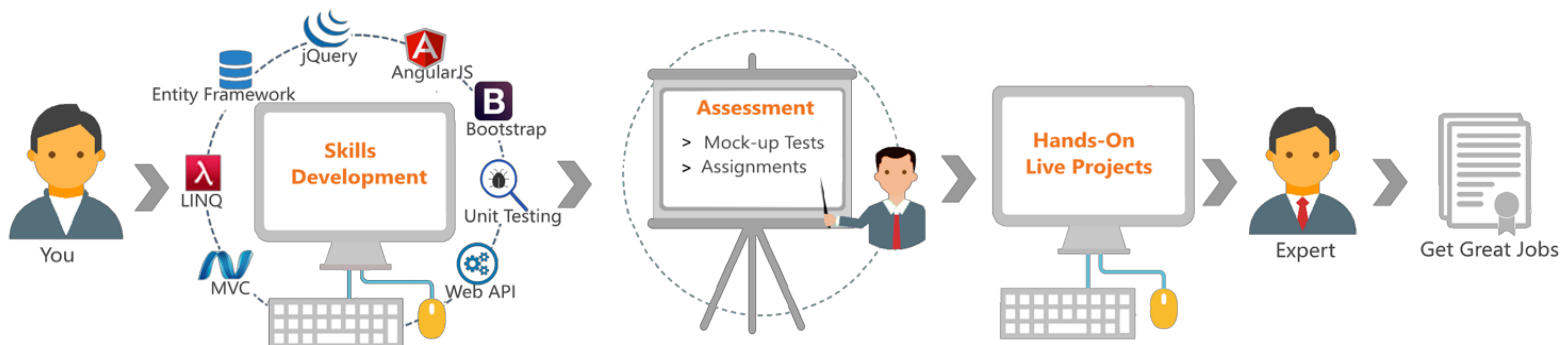 You
jQuery
AngularJS
Entity Framework
B
Bootstrap
Skills
Development
λ
LINQ
Unit Testing
MVC
Web API
Assessment
> Mock-up Tests
> Assignments
Hands-On
Live Projects
Expert
Get Great Jobs